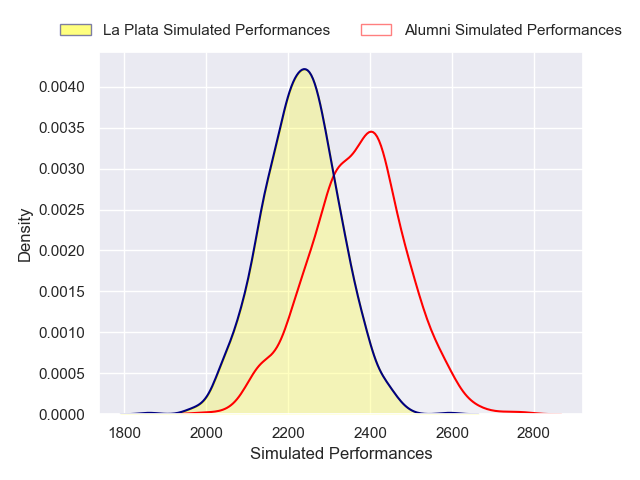 La Plata Simulated Performances
Alumni Simulated Performances
0.0040
0.0035
0.0030
0.0025
0.0020
0.0015
0.0010
0.0005
0.0000
Density
1800 2000 2200 2400 2600 2800
Simulated Performances